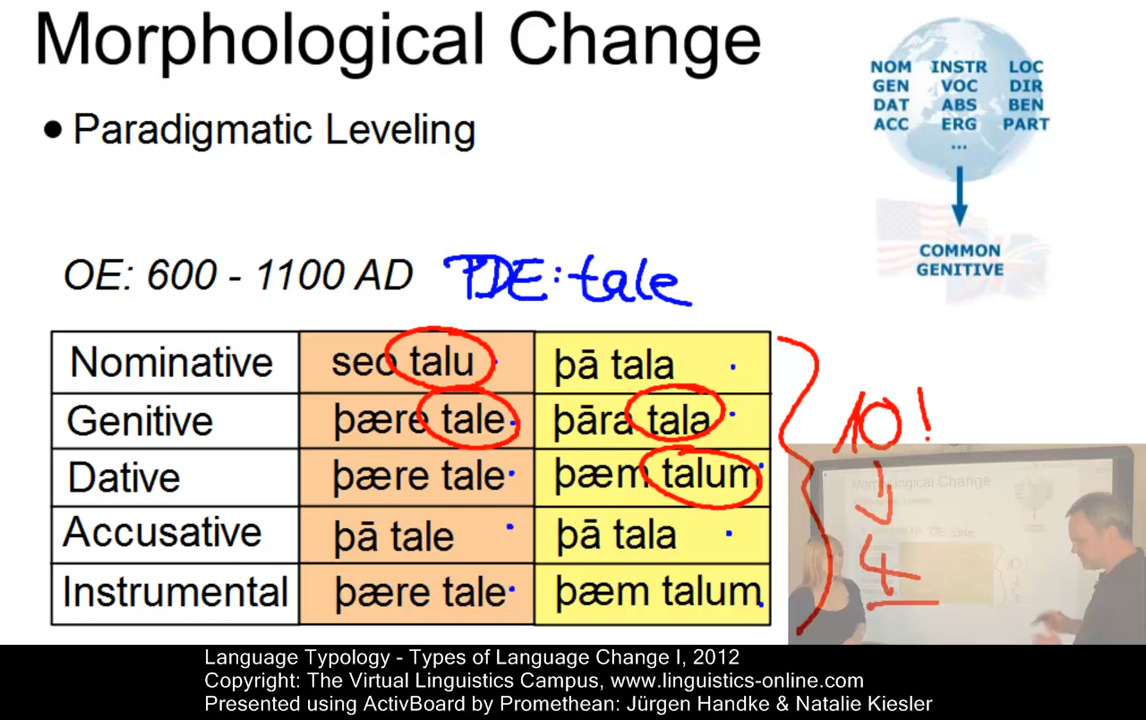 Morphological Change
NOM INSTR LOC
GEN VOC DIR
DAT ABS BEN
ACC ERG PART
...
• Paradigmatic Leveling
COMMON
GENITIVE
OE: 600 - 1100 AD PDE: tale
Nominative seo talu þā tala
Genitive þære tale þāra tala
Dative þære tale þæm talum
Accusative þā tale þā tala
Instrumental þære tale þæm talum
10!
4
Morphological Change
Language Typology - Types of Language Change I, 2012
Copyright: The Virtual Linguistics Campus, www.linguistics-online.com
Presented using ActivBoard by Promethean: Jürgen Handke & Natalie Kiesler